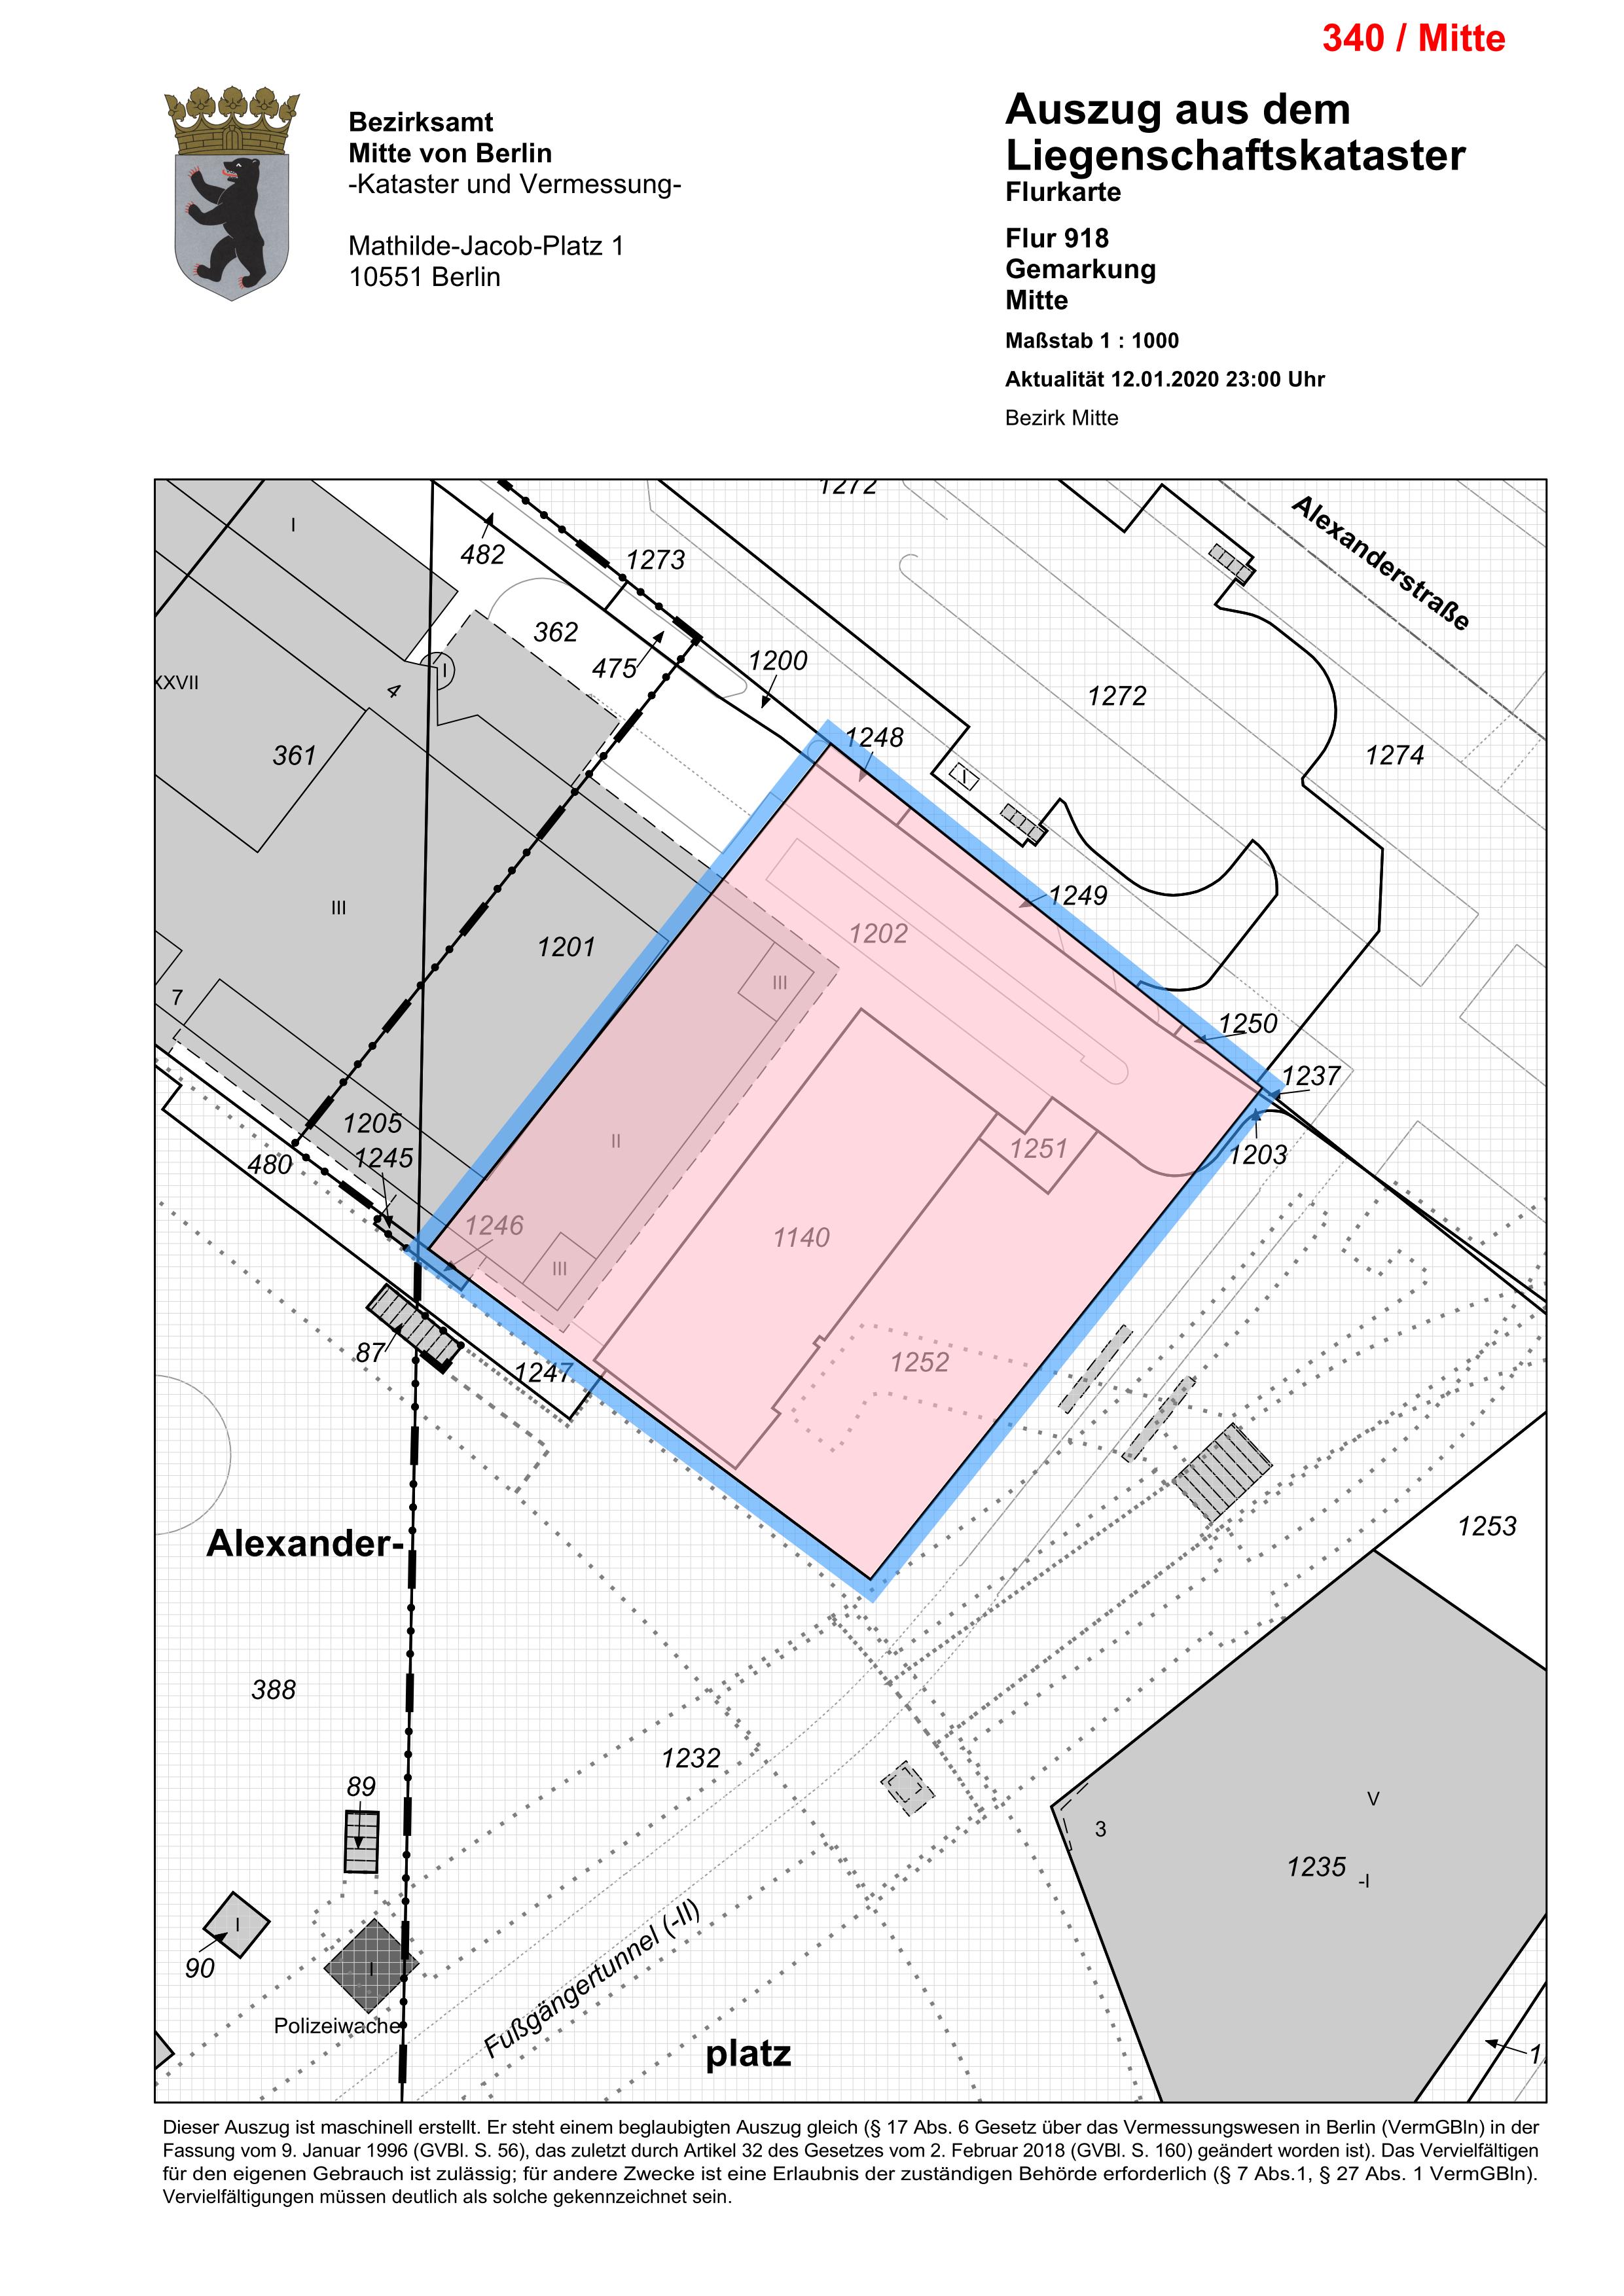 340 / Mitte
Bezirksamt
Mitte von Berlin
-Kataster und Vermessung-
Mathilde-Jacob-Platz 1
10551 Berlin
Auszug aus dem
Liegenschaftskataster
Flurkarte
Flur 918
Gemarkung
Mitte
Maßstab 1 : 1000
Aktualität 12.01.2020 23:00 Uhr
Bezirk Mitte
1272
I
Alexanderstraße
482
1273
362
475
1200
I
XXVII
4
1272
361
1248
1274
1249
III
1202
1201
III
7
1250
1237
1205
II
1251
1203
1245
480
1246
1140
III
87
1247
1252
1253
Alexander-
388
1232
89
V
3
1235
-I
I
90
I
Fußgängertunnel (-II)
Polizeiwache
platz
Dieser Auszug ist maschinell erstellt. Er steht einem beglaubigten Auszug gleich (§ 17 Abs. 6 Gesetz über das Vermessungswesen in Berlin (VermGBln) in der
Fassung vom 9. Januar 1996 (GVBl. S. 56), das zuletzt durch Artikel 32 des Gesetzes vom 2. Februar 2018 (GVBl. S. 160) geändert worden ist). Das Vervielfältigen
für den eigenen Gebrauch ist zulässig; für andere Zwecke ist eine Erlaubnis der zuständigen Behörde erforderlich (§ 7 Abs.1, § 27 Abs. 1 VermGBln).
Vervielfältigungen müssen deutlich als solche gekennzeichnet sein.